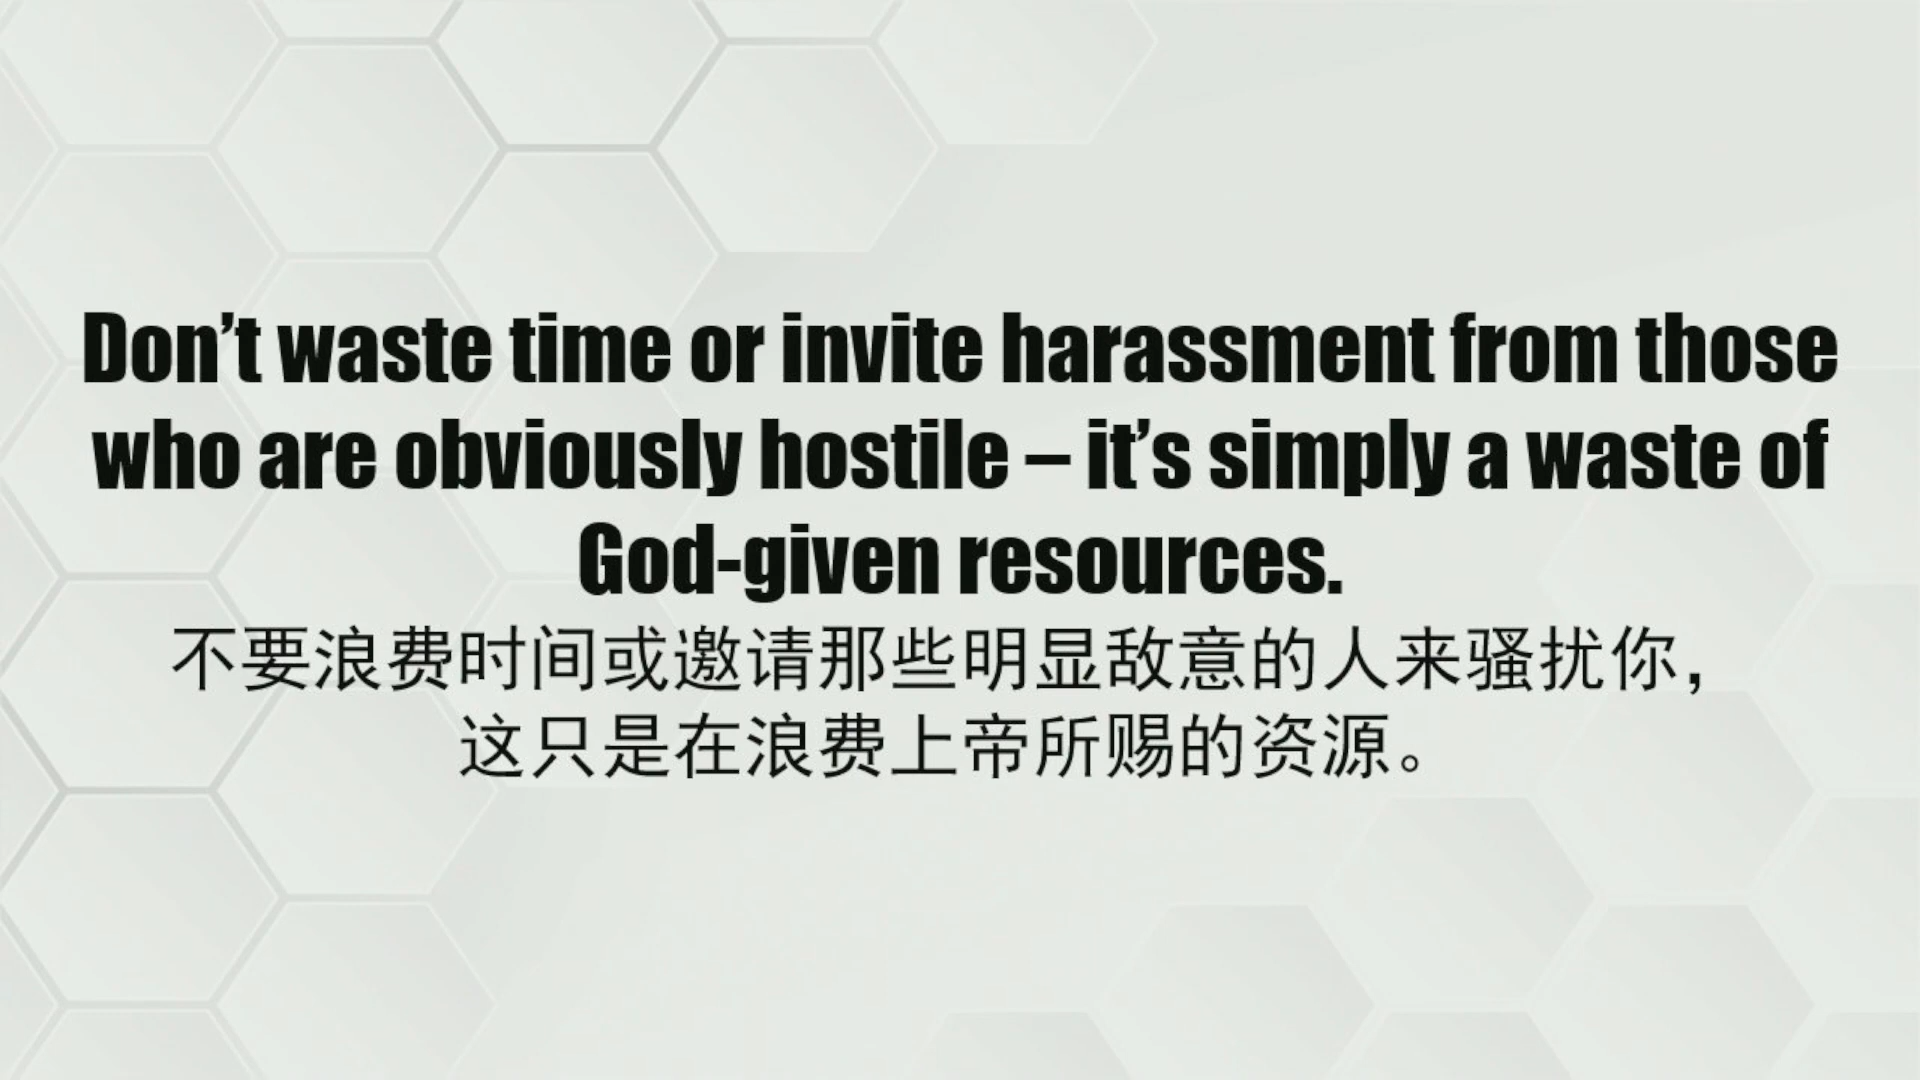 Don’t waste time or invite harassment from those
who are obviously hostile – it’s simply a waste of
God-given resources.
不要浪费时间或邀请那些明显敌意的人来骚扰你，
这只是在浪费上帝所赐的资源。